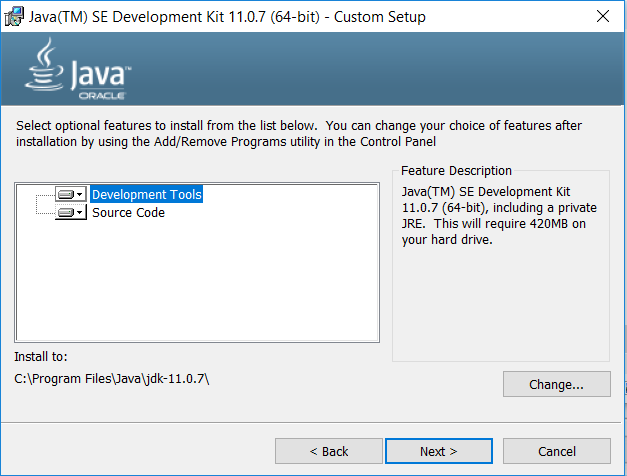 Java(TM) SE Development Kit 11.0.7 (64-bit) - Custom Setup
Java™
ORACLE
Select optional features to install from the list below.  You can change your choice of features after
installation by using the Add/Remove Programs utility in the Control Panel
Development Tools
Source Code
Feature Description
Java(TM) SE Development Kit
11.0.7 (64-bit), including a private
JRE.  This will require 420MB on
your hard drive.
Install to:
C:\Program Files\Java\jdk-11.0.7\
Change...
< Back
Next >
Cancel